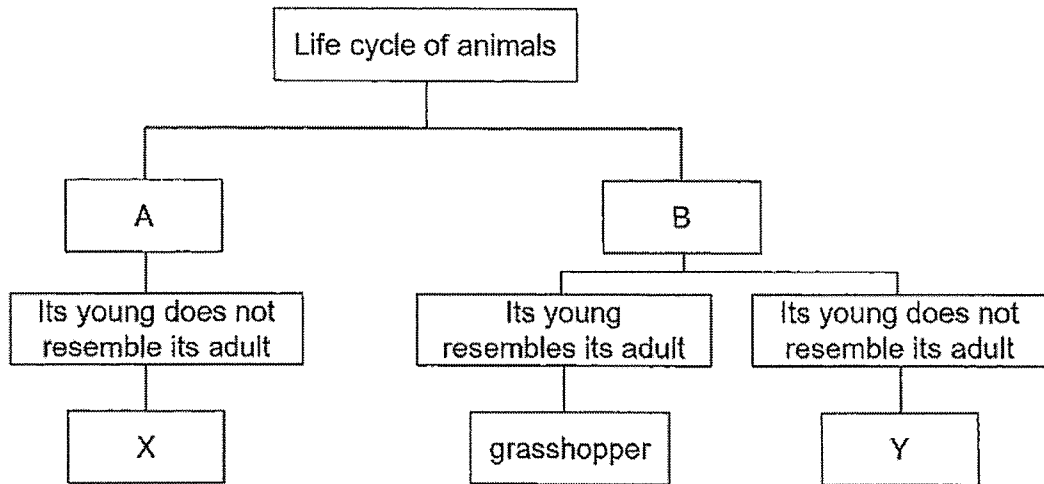 Life cycle of animals
A
B
Its young does not
resemble its adult
Its young
resembles its adult
Its young does not
resemble its adult
X
grasshopper
Y